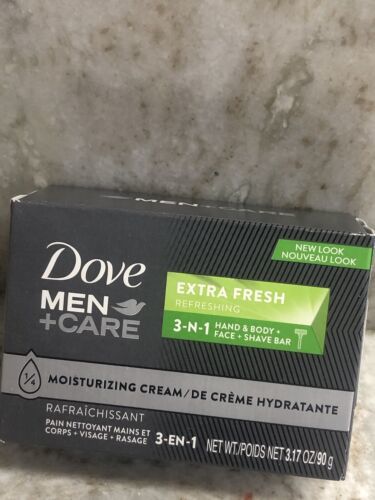 MEN+CARE
NEW LOOK
NOUVEAU LOOK
Dove
MEN
+CARE
EXTRA FRESH
REFRESHING
3-N-1 HAND & BODY +
FACE + SHAVE BAR
1/4 MOISTURIZING CREAM/DE CRÈME HYDRATANTE
RAFRAÎCHISSANT
PAIN NETTOYANT MAINS ET
CORPS + VISAGE + RASAGE 3-EN-1 NET WT./POIDS NET 3.17 OZ/90 g